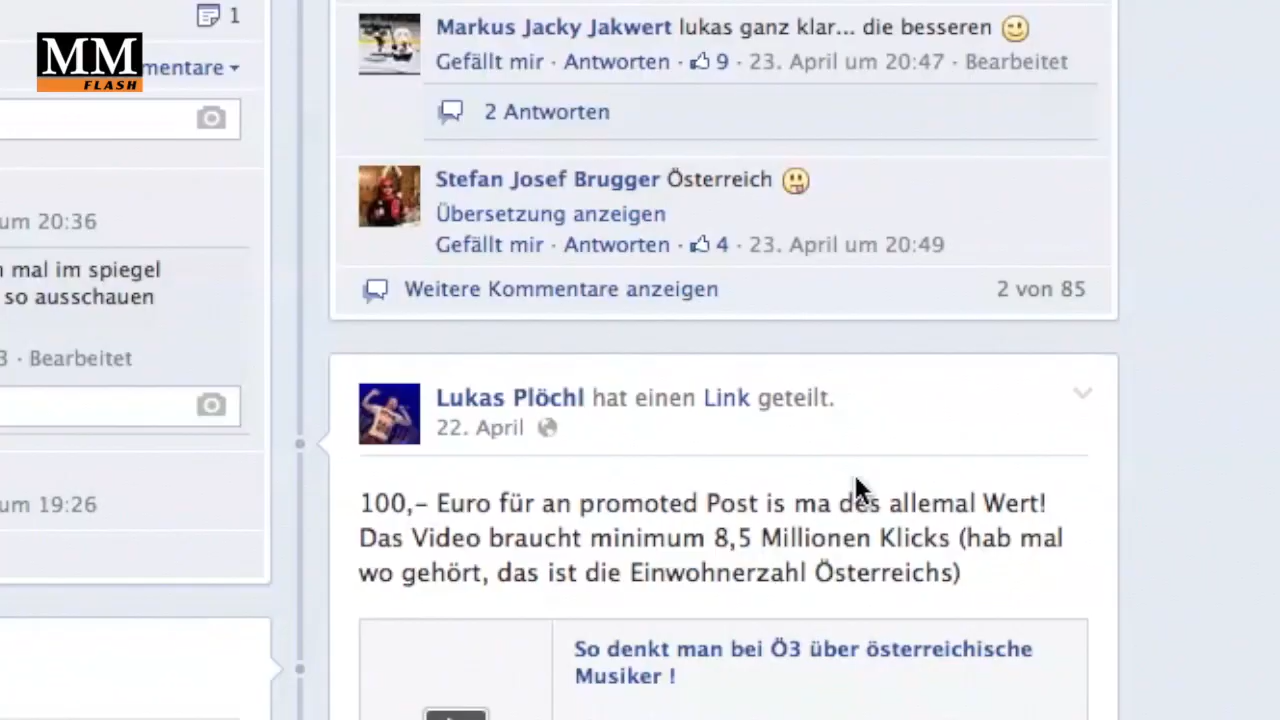 1
MM
FLASH
mentare
um 20:36
mal im spiegel
so ausschauen
3 · Bearbeitet
um 19:26
Markus Jacky Jakwert lukas ganz klar... die besseren
Gefällt mir · Antworten · 9 · 23. April um 20:47 · Bearbeitet
2 Antworten
Stefan Josef Brugger Österreich
Übersetzung anzeigen
Gefällt mir · Antworten · 4 · 23. April um 20:49
Weitere Kommentare anzeigen 2 von 85
Lukas Plöchl hat einen Link geteilt.
22. April
100,– Euro für an promoted Post is ma des allemal Wert!
Das Video braucht minimum 8,5 Millionen Klicks (hab mal
wo gehört, das ist die Einwohnerzahl Österreichs)
So denkt man bei Ö3 über österreichische
Musiker !